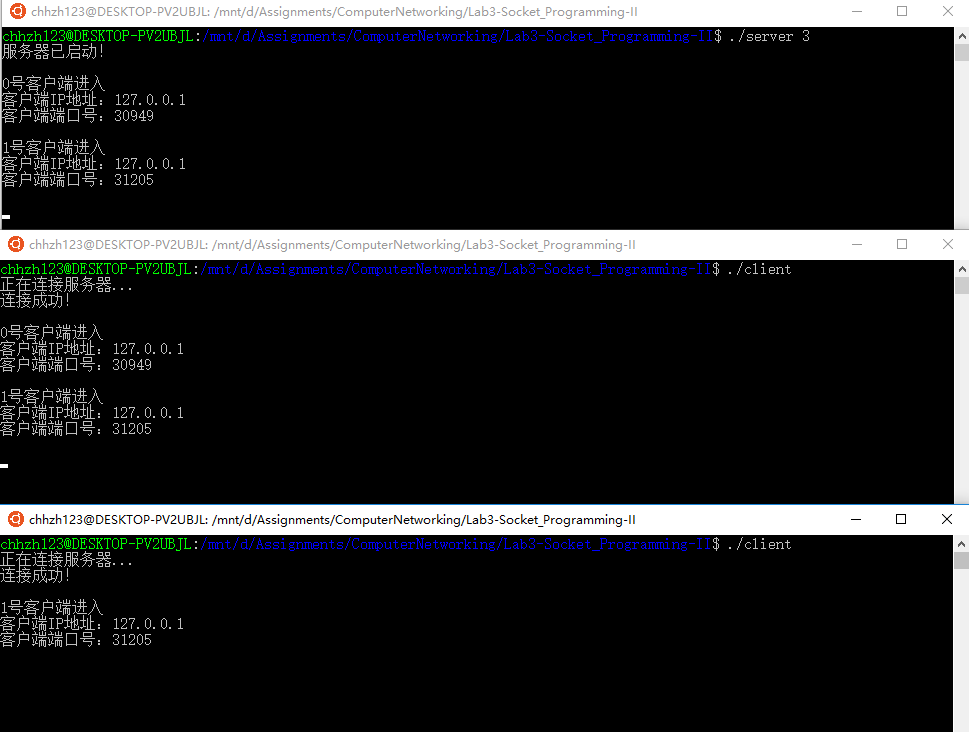 chhzh123@DESKTOP-PV2UBJL: /mnt/d/Assignments/ComputerNetworking/Lab3-Socket_Programming-II
chhzh123@DESKTOP-PV2UBJL:/mnt/d/Assignments/ComputerNetworking/Lab3-Socket_Programming-II$ ./server 3
服务器已启动!
0号客户端进入
客户端IP地址: 127.0.0.1
客户端端口号: 30949
1号客户端进入
客户端IP地址: 127.0.0.1
客户端端口号: 31205
chhzh123@DESKTOP-PV2UBJL: /mnt/d/Assignments/ComputerNetworking/Lab3-Socket_Programming-II
chhzh123@DESKTOP-PV2UBJL:/mnt/d/Assignments/ComputerNetworking/Lab3-Socket_Programming-II$ ./client
正在连接服务器...
连接成功!
0号客户端进入
客户端IP地址: 127.0.0.1
客户端端口号: 30949
1号客户端进入
客户端IP地址: 127.0.0.1
客户端端口号: 31205
chhzh123@DESKTOP-PV2UBJL: /mnt/d/Assignments/ComputerNetworking/Lab3-Socket_Programming-II
chhzh123@DESKTOP-PV2UBJL:/mnt/d/Assignments/ComputerNetworking/Lab3-Socket_Programming-II$ ./client
正在连接服务器...
连接成功!
1号客户端进入
客户端IP地址: 127.0.0.1
客户端端口号: 31205